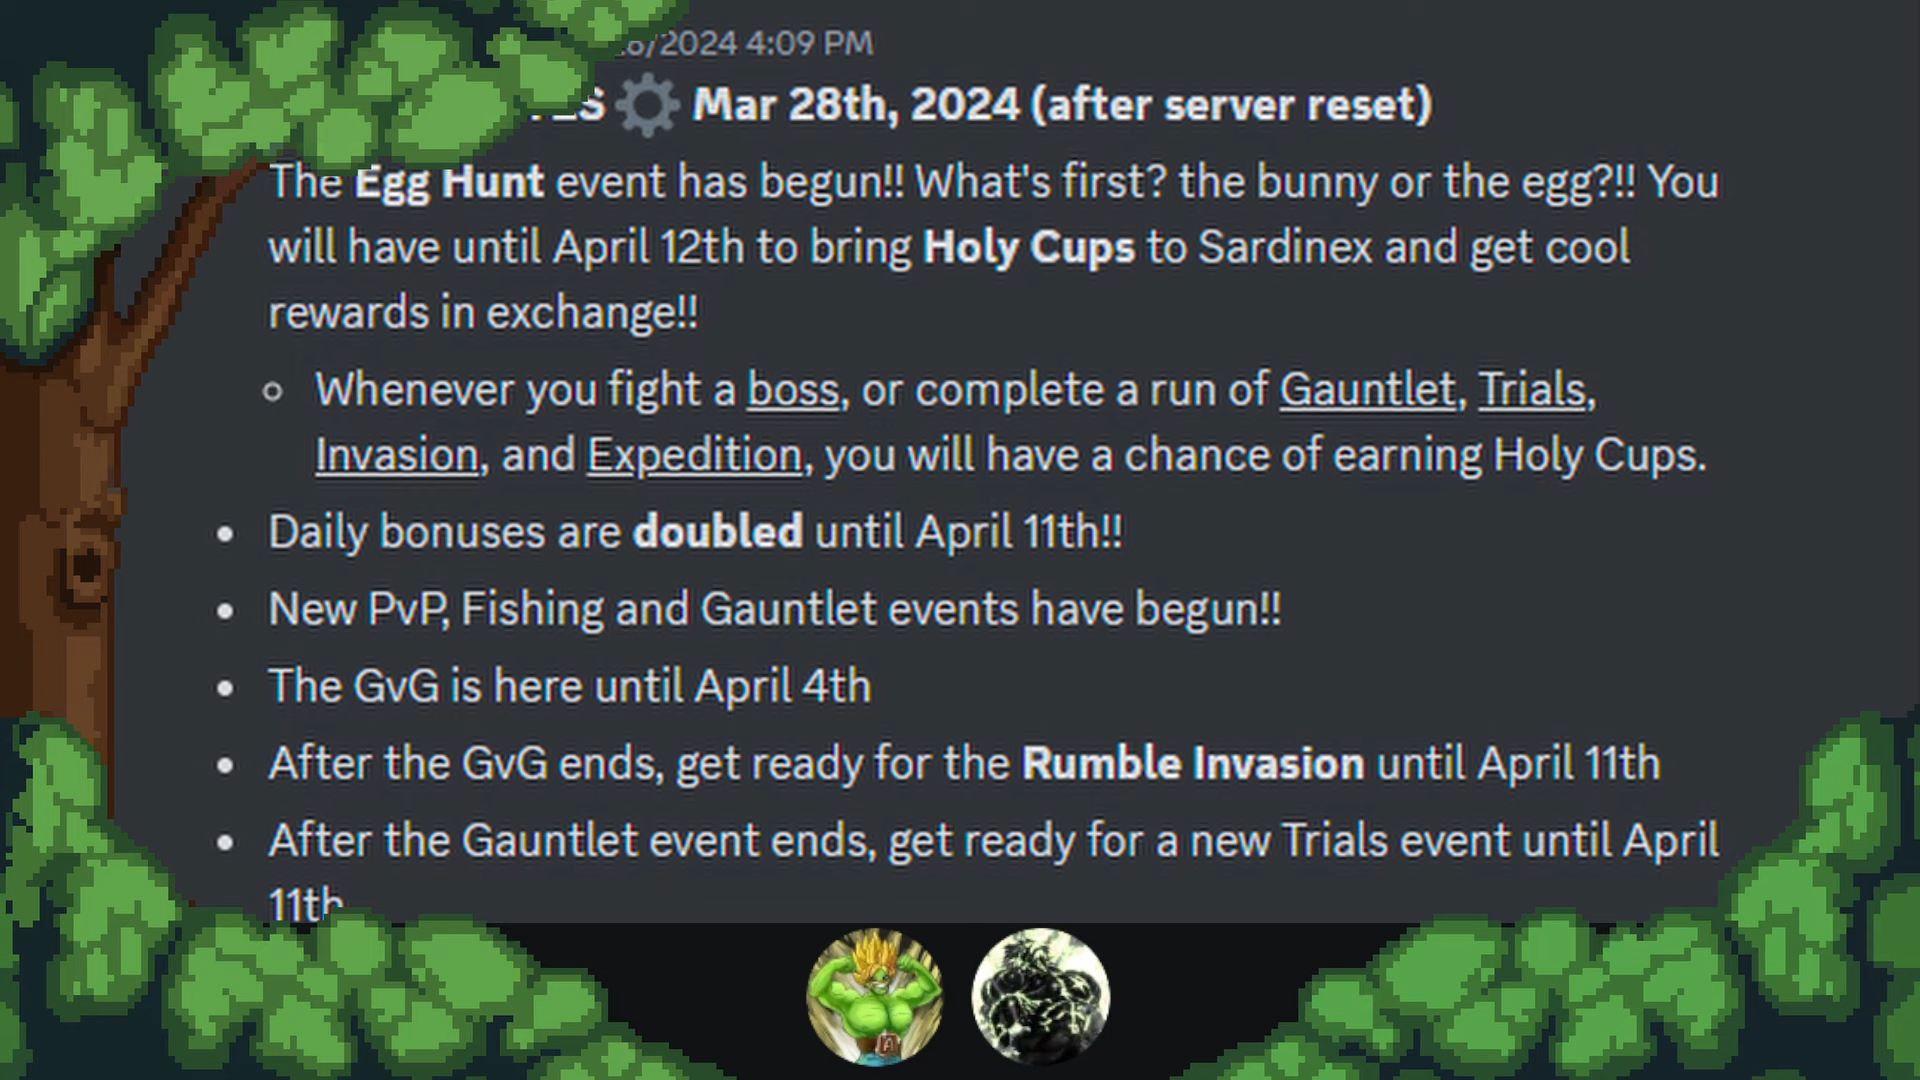 /2024 4:09 PM
Mar 28th, 2024 (after server reset)
The Egg Hunt event has begun!! What's first? the bunny or the egg?!! You
will have until April 12th to bring Holy Cups to Sardinex and get cool
rewards in exchange!!
Whenever you fight a boss, or complete a run of Gauntlet, Trials,
Invasion, and Expedition, you will have a chance of earning Holy Cups.
Daily bonuses are doubled until April 11th!!
New PvP, Fishing and Gauntlet events have begun!!
The GvG is here until April 4th
After the GvG ends, get ready for the Rumble Invasion until April 11th
After the Gauntlet event ends, get ready for a new Trials event until April
11th